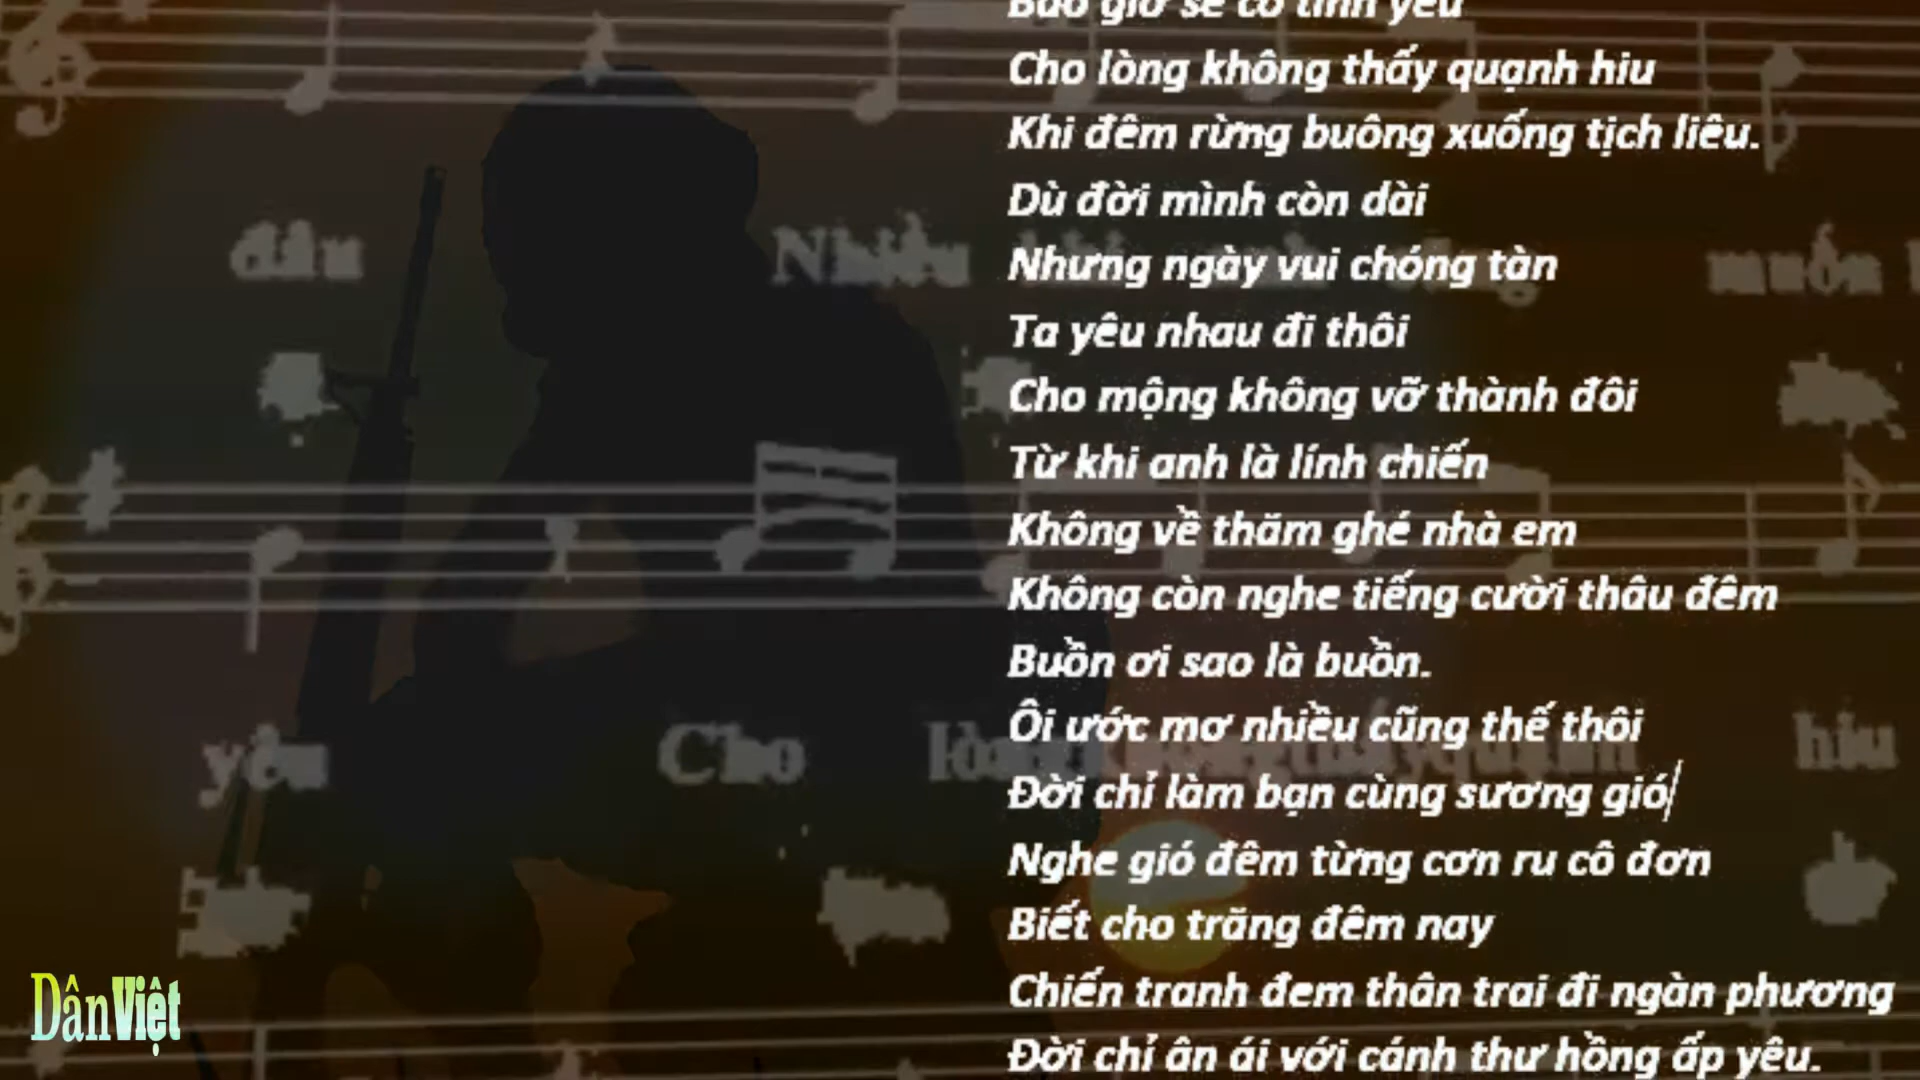 Bao giờ sẽ có tình yêu
Cho lòng không thấy quạnh hiu
Khi đêm rừng buông xuống tịch liêu.
Dù đời mình còn dài
Nhưng ngày vui chóng tàn
Ta yêu nhau đi thôi
Cho mộng không vỡ thành đôi
Từ khi anh là lính chiến
Không về thăm ghé nhà em
Không còn nghe tiếng cười thâu đêm
Buồn ơi sao là buồn.
Ôi ước mơ nhiều cũng thế thôi
Đời chỉ làm bạn cùng sương gió
Nghe gió đêm từng cơn ru cô đơn
Biết cho trăng đêm nay
Chiến tranh đem thân trai đi ngàn phương
Đời chỉ ân ái với cánh thư hồng ấp yêu.
đâu Nhiều muốn
yêu Cho hiu
DânViệt